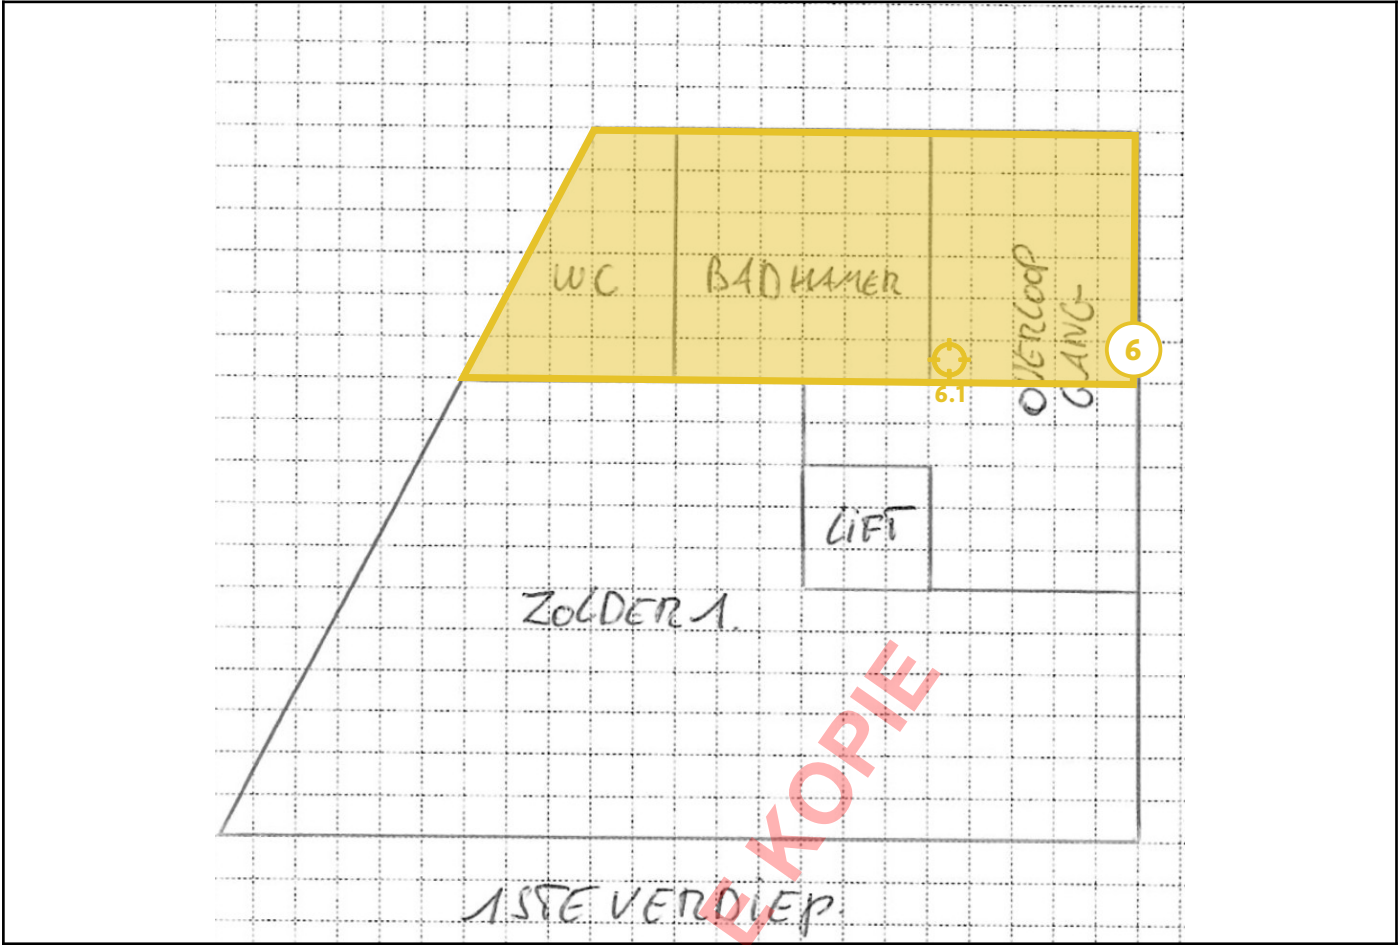 WC
BADKAMER
OVERLOOP
GANG
6
6.1
LIFT
ZOLDER 1.
E KOPIE
1STE VERDIEP.